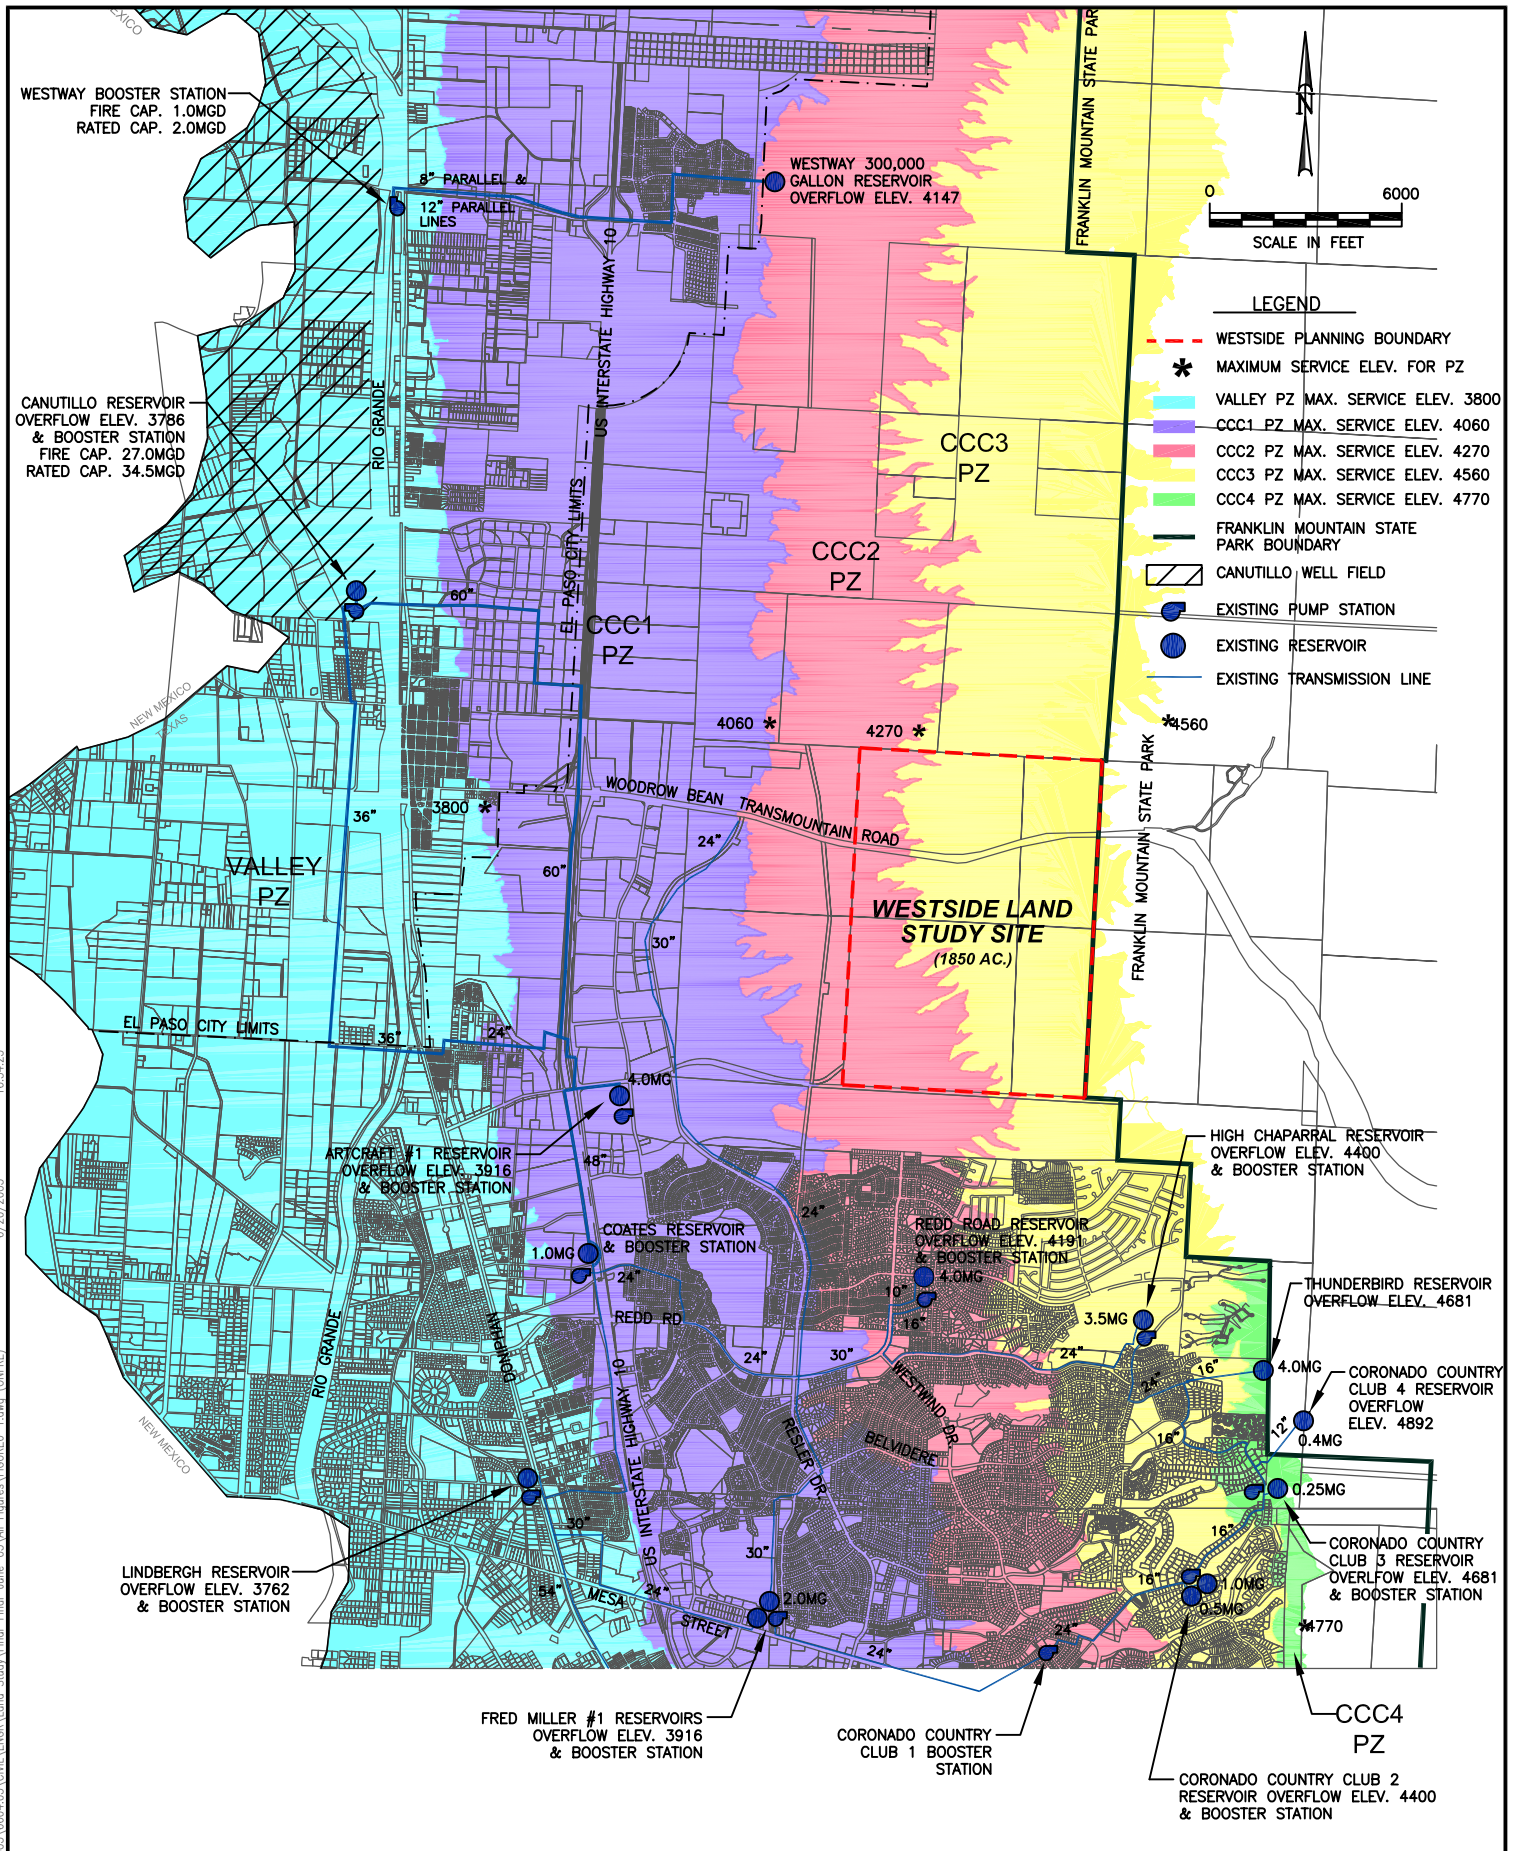 MEXICO
WESTWAY BOOSTER STATION
FIRE CAP. 1.0MGD
RATED CAP. 2.0MGD
8" PARALLEL &
12" PARALLEL
LINES
WESTWAY 300,000
GALLON RESERVOIR
OVERFLOW ELEV. 4147
FRANKLIN MOUNTAIN STATE PAR
N
0 6000
SCALE IN FEET
LEGEND
WESTSIDE PLANNING BOUNDARY
* MAXIMUM SERVICE ELEV. FOR PZ
VALLEY PZ MAX. SERVICE ELEV. 3800
CCC1 PZ MAX. SERVICE ELEV. 4060
CCC2 PZ MAX. SERVICE ELEV. 4270
CCC3 PZ MAX. SERVICE ELEV. 4560
CCC4 PZ MAX. SERVICE ELEV. 4770
FRANKLIN MOUNTAIN STATE
PARK BOUNDARY
CANUTILLO WELL FIELD
EXISTING PUMP STATION
EXISTING RESERVOIR
EXISTING TRANSMISSION LINE
US INTERSTATE HIGHWAY 10
RIO GRANDE
CANUTILLO RESERVOIR
OVERFLOW ELEV. 3786
& BOOSTER STATION
FIRE CAP. 27.0MGD
RATED CAP. 34.5MGD
EL PASO CITY LIMITS
CCC3
PZ
CCC2
PZ
CCC1
PZ
60"
NEW MEXICO
TEXAS
4060 *
4270 *
*4560
FRANKLIN MOUNTAIN STATE PARK
WOODROW BEAN TRANSMOUNTAIN ROAD
3800 *
36"
24"
60"
VALLEY
PZ
30"
WESTSIDE LAND
STUDY SITE
(1850 AC.)
EL PASO CITY LIMITS
36"
24"
4.0MG
ARTCRAFT #1 RESERVOIR
OVERFLOW ELEV. 3916
& BOOSTER STATION
48"
HIGH CHAPARRAL RESERVOIR
OVERFLOW ELEV. 4400
& BOOSTER STATION
24"
COATES RESERVOIR
& BOOSTER STATION
1.0MG
24"
REDD ROAD RESERVOIR
OVERFLOW ELEV. 4191
& BOOSTER STATION
4.0MG
10"
16"
THUNDERBIRD RESERVOIR
OVERFLOW ELEV. 4681
3.5MG
REDD RD
RIO GRANDE
DONIPHAN
24"
30"
24"
24"
16"
4.0MG
CORONADO COUNTRY
CLUB 4 RESERVOIR
OVERFLOW
ELEV. 4892
12"
0.4MG
US INTERSTATE HIGHWAY 10
RESLER DR.
WESTWIND DR.
BELVIDERE
16"
NEW MEXICO
0.25MG
LINDBERGH RESERVOIR
OVERFLOW ELEV. 3762
& BOOSTER STATION
30"
54"
MESA
24"
STREET
30"
2.0MG
24"
24"
16"
16"
1.0MG
0.5MG
CORONADO COUNTRY
CLUB 3 RESERVOIR
OVERLFOW ELEV. 4681
& BOOSTER STATION
*4770
FRED MILLER #1 RESERVOIRS
OVERFLOW ELEV. 3916
& BOOSTER STATION
CORONADO COUNTRY
CLUB 1 BOOSTER
STATION
CCC4
PZ
CORONADO COUNTRY CLUB 2
RESERVOIR OVERFLOW ELEV. 4400
& BOOSTER STATION